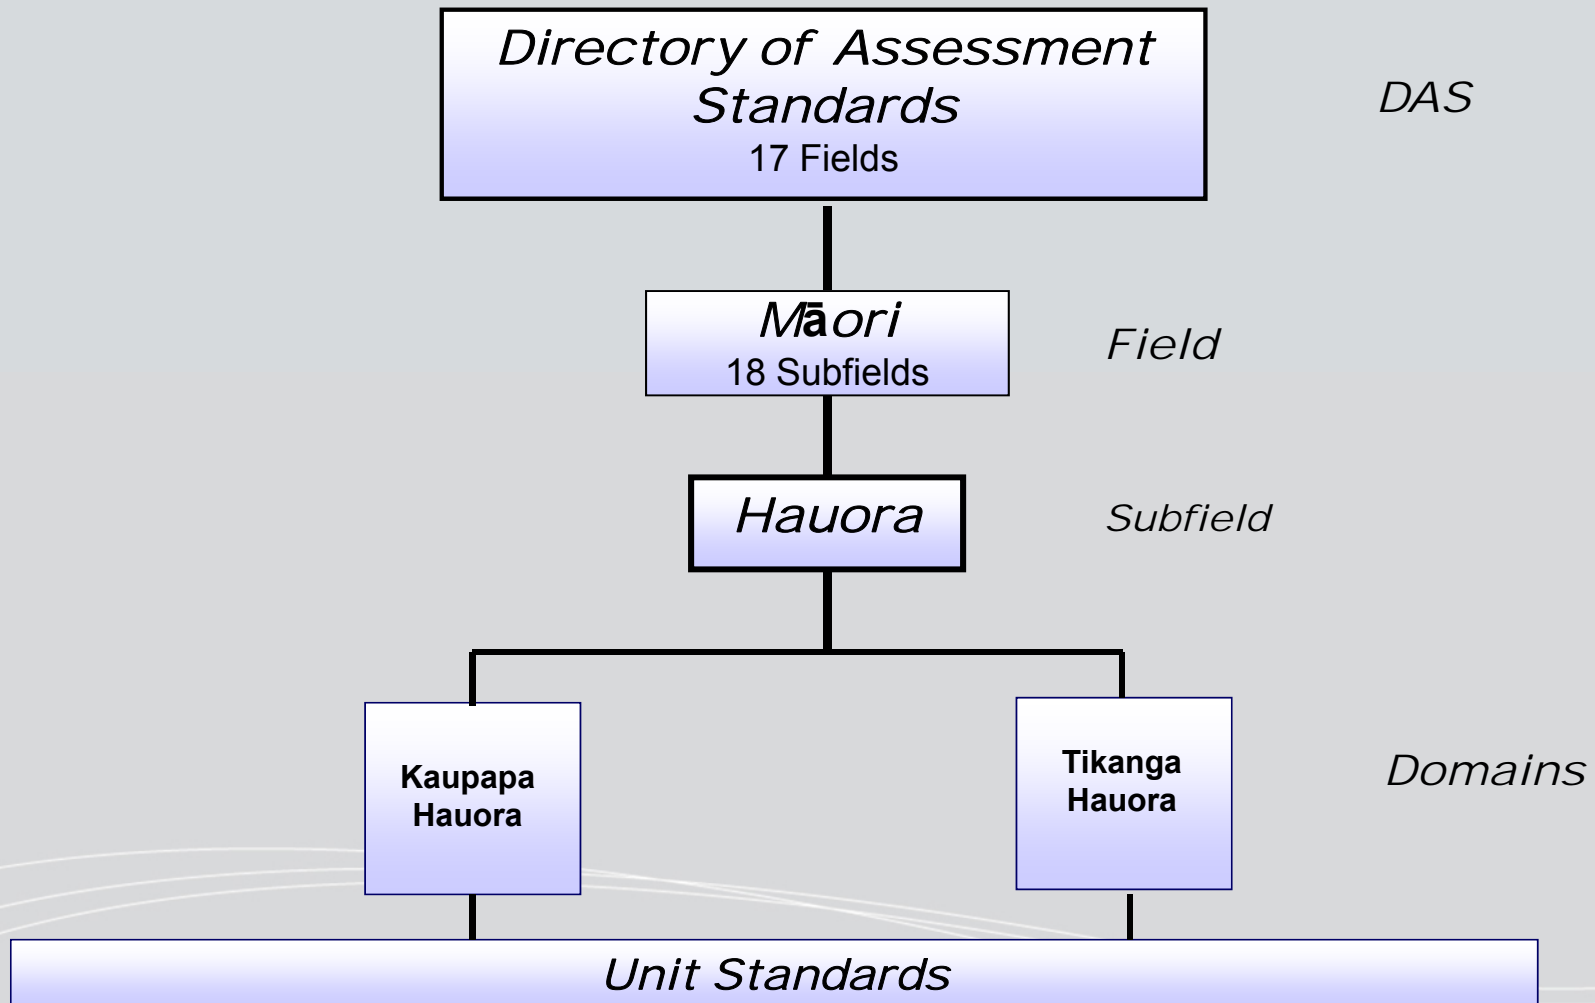 Directory of Assessment
Standards
17 Fields
DAS
Māori
18 Subfields
Field
Hauora
Subfield
Kaupapa
Hauora
Tikanga
Hauora
Domains
Unit Standards